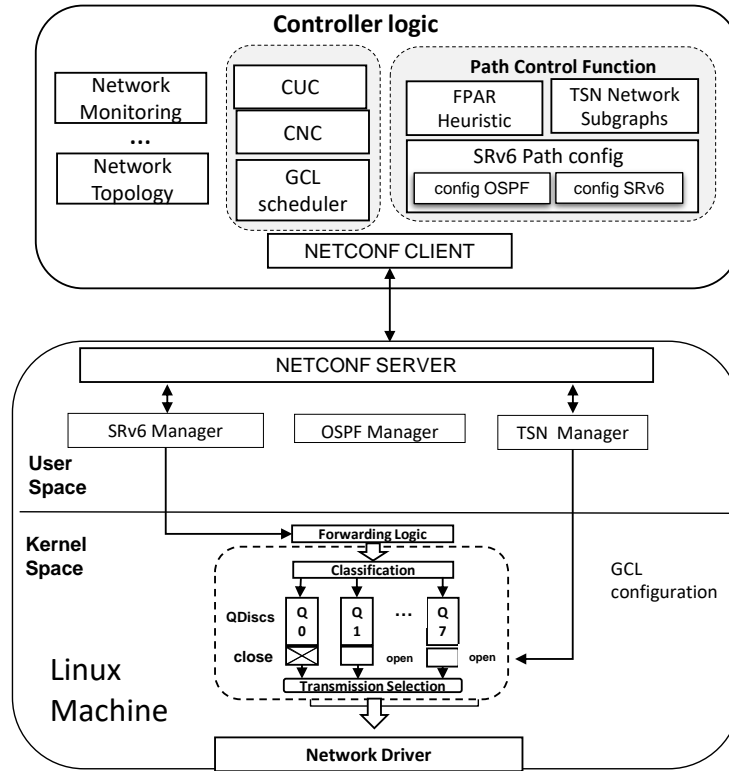 Controller logic
Network
Monitoring
...
Network
Topology
CUC
CNC
GCL
scheduler
Path Control Function
FPAR
Heuristic
TSN Network
Subgraphs
SRv6 Path config
config OSPF
config SRv6
NETCONF CLIENT
NETCONF SERVER
SRv6 Manager
OSPF Manager
TSN Manager
User
Space
Kernel
Space
Forwarding Logic
Classification
QDiscs
Q
0
Q
1
...
Q
7
close
open
open
Transmission Selection
GCL
configuration
Linux
Machine
Network Driver